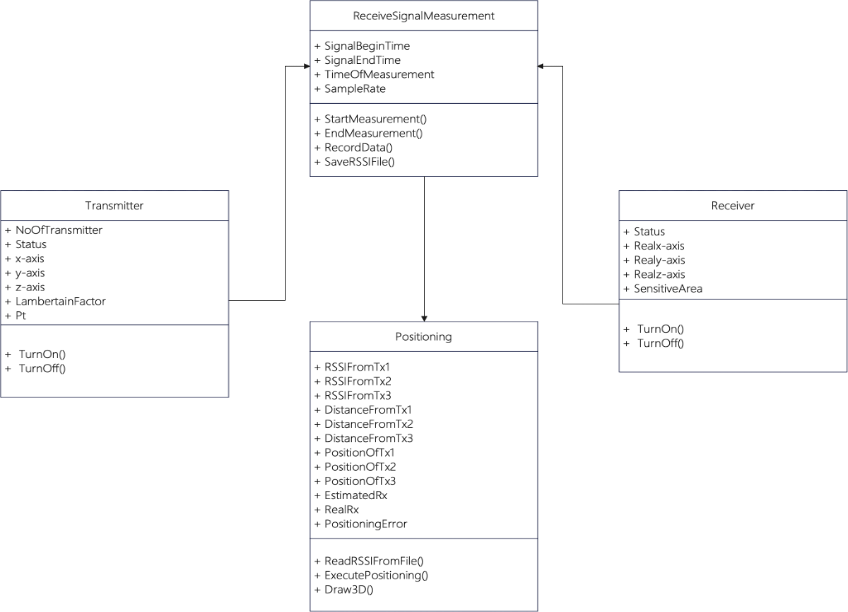 ReceiveSignalMeasurement
+ SignalBeginTime
+ SignalEndTime
+ TimeOfMeasurement
+ SampleRate
+ StartMeasurement()
+ EndMeasurement()
+ RecordData()
+ SaveRSSIFile()
Transmitter
+ NoOfTransmitter
+ Status
+ x-axis
+ y-axis
+ z-axis
+ LambertainFactor
+ Pt
+ TurnOn()
+ TurnOff()
Receiver
+ Status
+ Realx-axis
+ Realy-axis
+ Realz-axis
+ SensitiveArea
+ TurnOn()
+ TurnOff()
Positioning
+ RSSIFromTx1
+ RSSIFromTx2
+ RSSIFromTx3
+ DistanceFromTx1
+ DistanceFromTx2
+ DistanceFromTx3
+ PositionOfTx1
+ PositionOfTx2
+ PositionOfTx3
+ EstimatedRx
+ RealRx
+ PositioningError
+ ReadRSSIFromFile()
+ ExecutePositioning()
+ Draw3D()